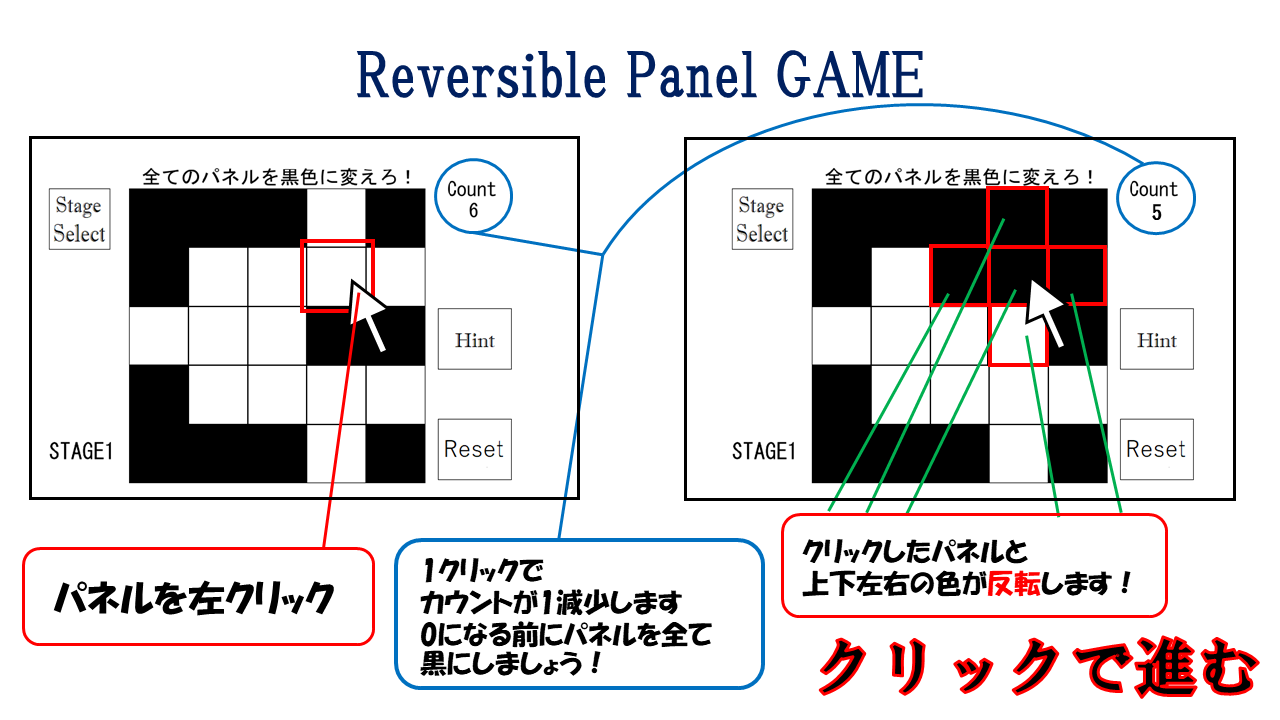 Reversible Panel GAME
全てのパネルを黒色に変えろ！
Stage
Select
Count
6
Hint
Reset
STAGE1
全てのパネルを黒色に変えろ！
Stage
Select
Count
5
Hint
Reset
STAGE1
パネルを左クリック
1クリックで
カウントが1減少します
0になる前にパネルを全て
黒にしましょう！
クリックしたパネルと
上下左右の色が反転します！
クリックで進む